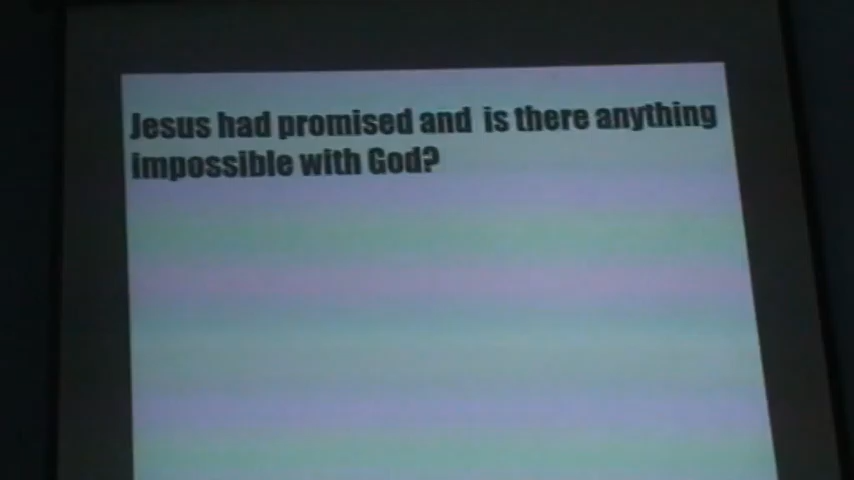 Jesus had promised and is there anything
impossible with God?